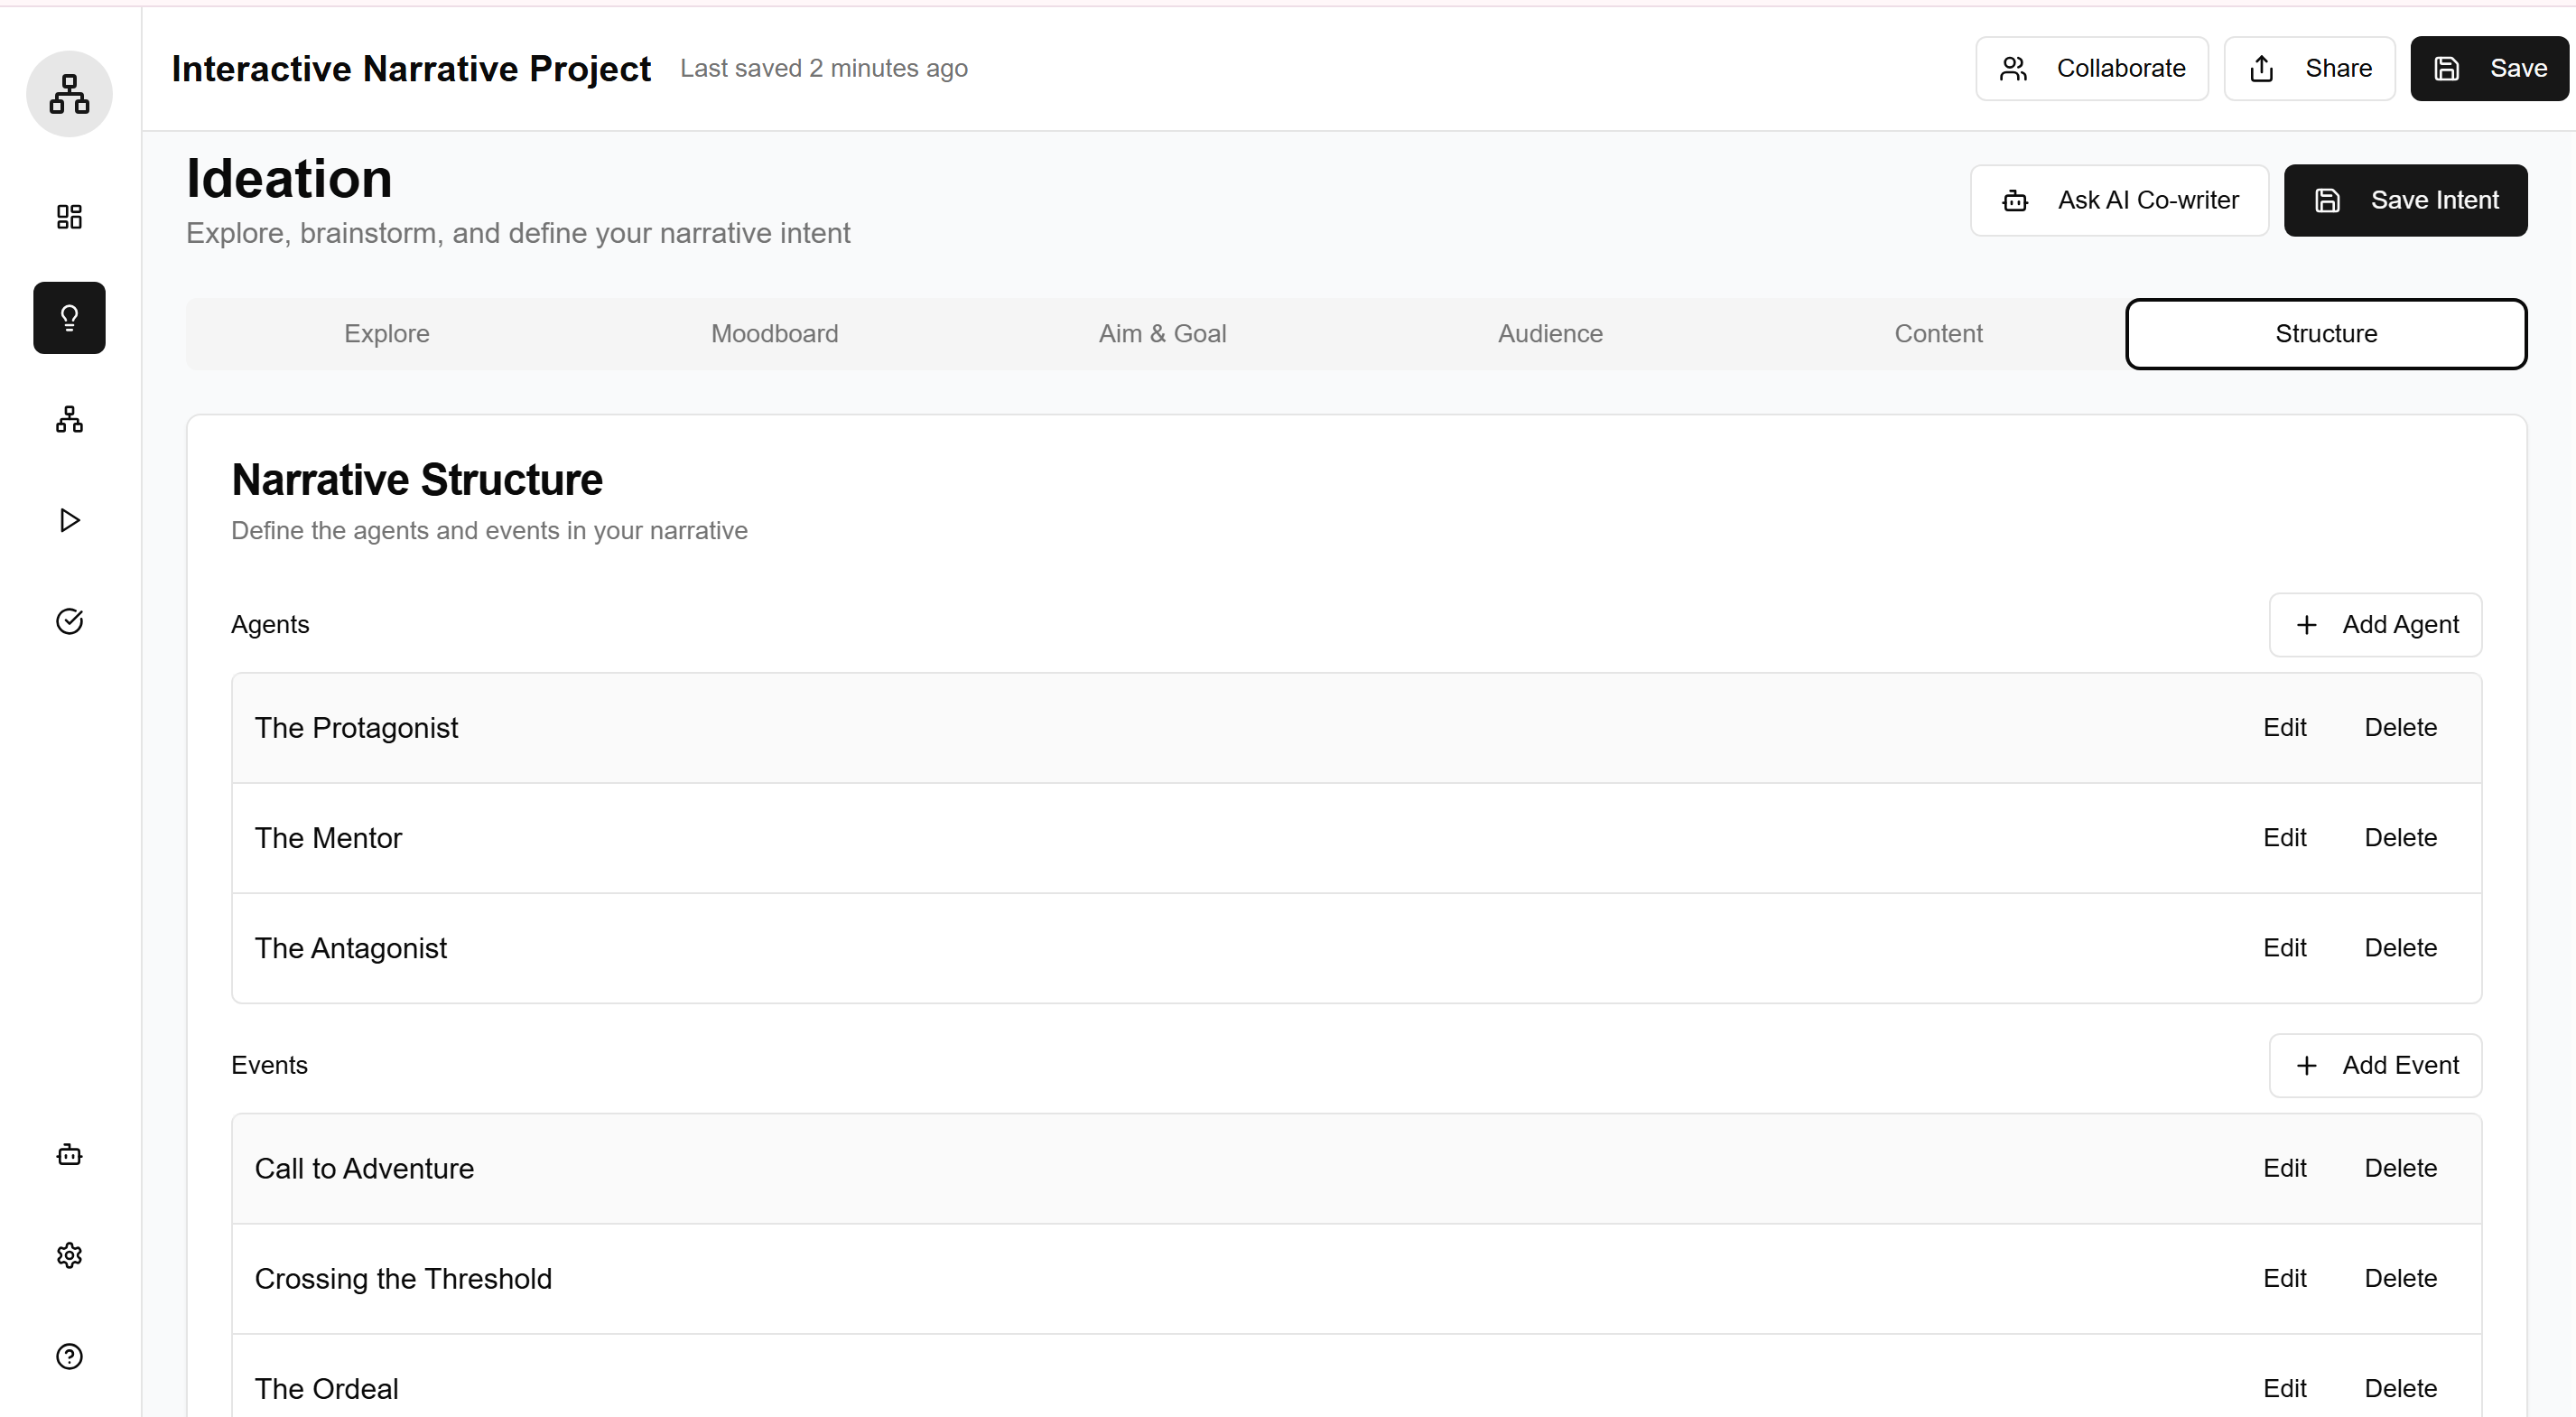 Interactive Narrative Project Last saved 2 minutes ago Collaborate Share Save
Ideation
Explore, brainstorm, and define your narrative intent
Ask AI Co-writer Save Intent
Explore Moodboard Aim & Goal Audience Content Structure
Narrative Structure
Define the agents and events in your narrative
Agents Add Agent
The Protagonist Edit Delete
The Mentor Edit Delete
The Antagonist Edit Delete
Events Add Event
Call to Adventure Edit Delete
Crossing the Threshold Edit Delete
The Ordeal Edit Delete